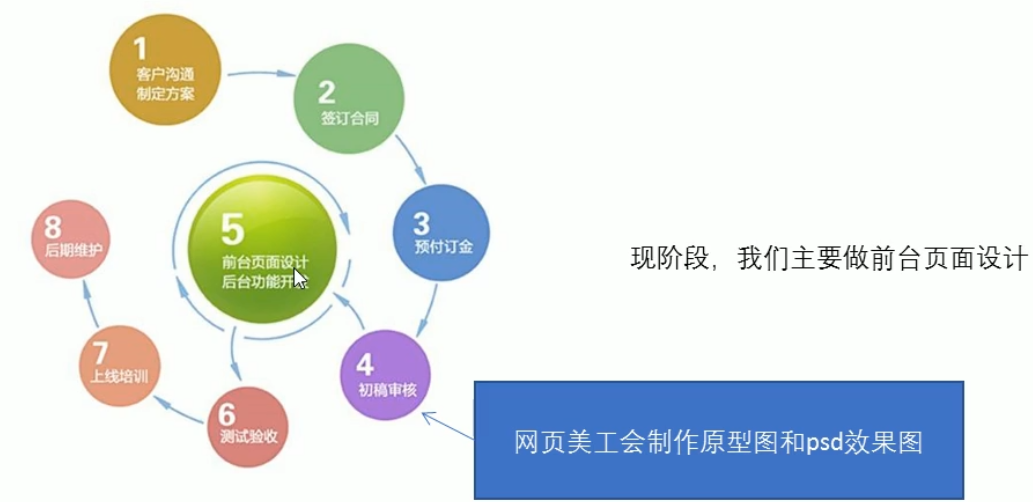 1
客户沟通
制定方案
2
签订合同
3
预付订金
4
初稿审核
5
前台页面设计
后台功能开发
6
测试验收
7
上线培训
8
后期维护
现阶段，我们主要做前台页面设计
网页美工会制作原型图和psd效果图